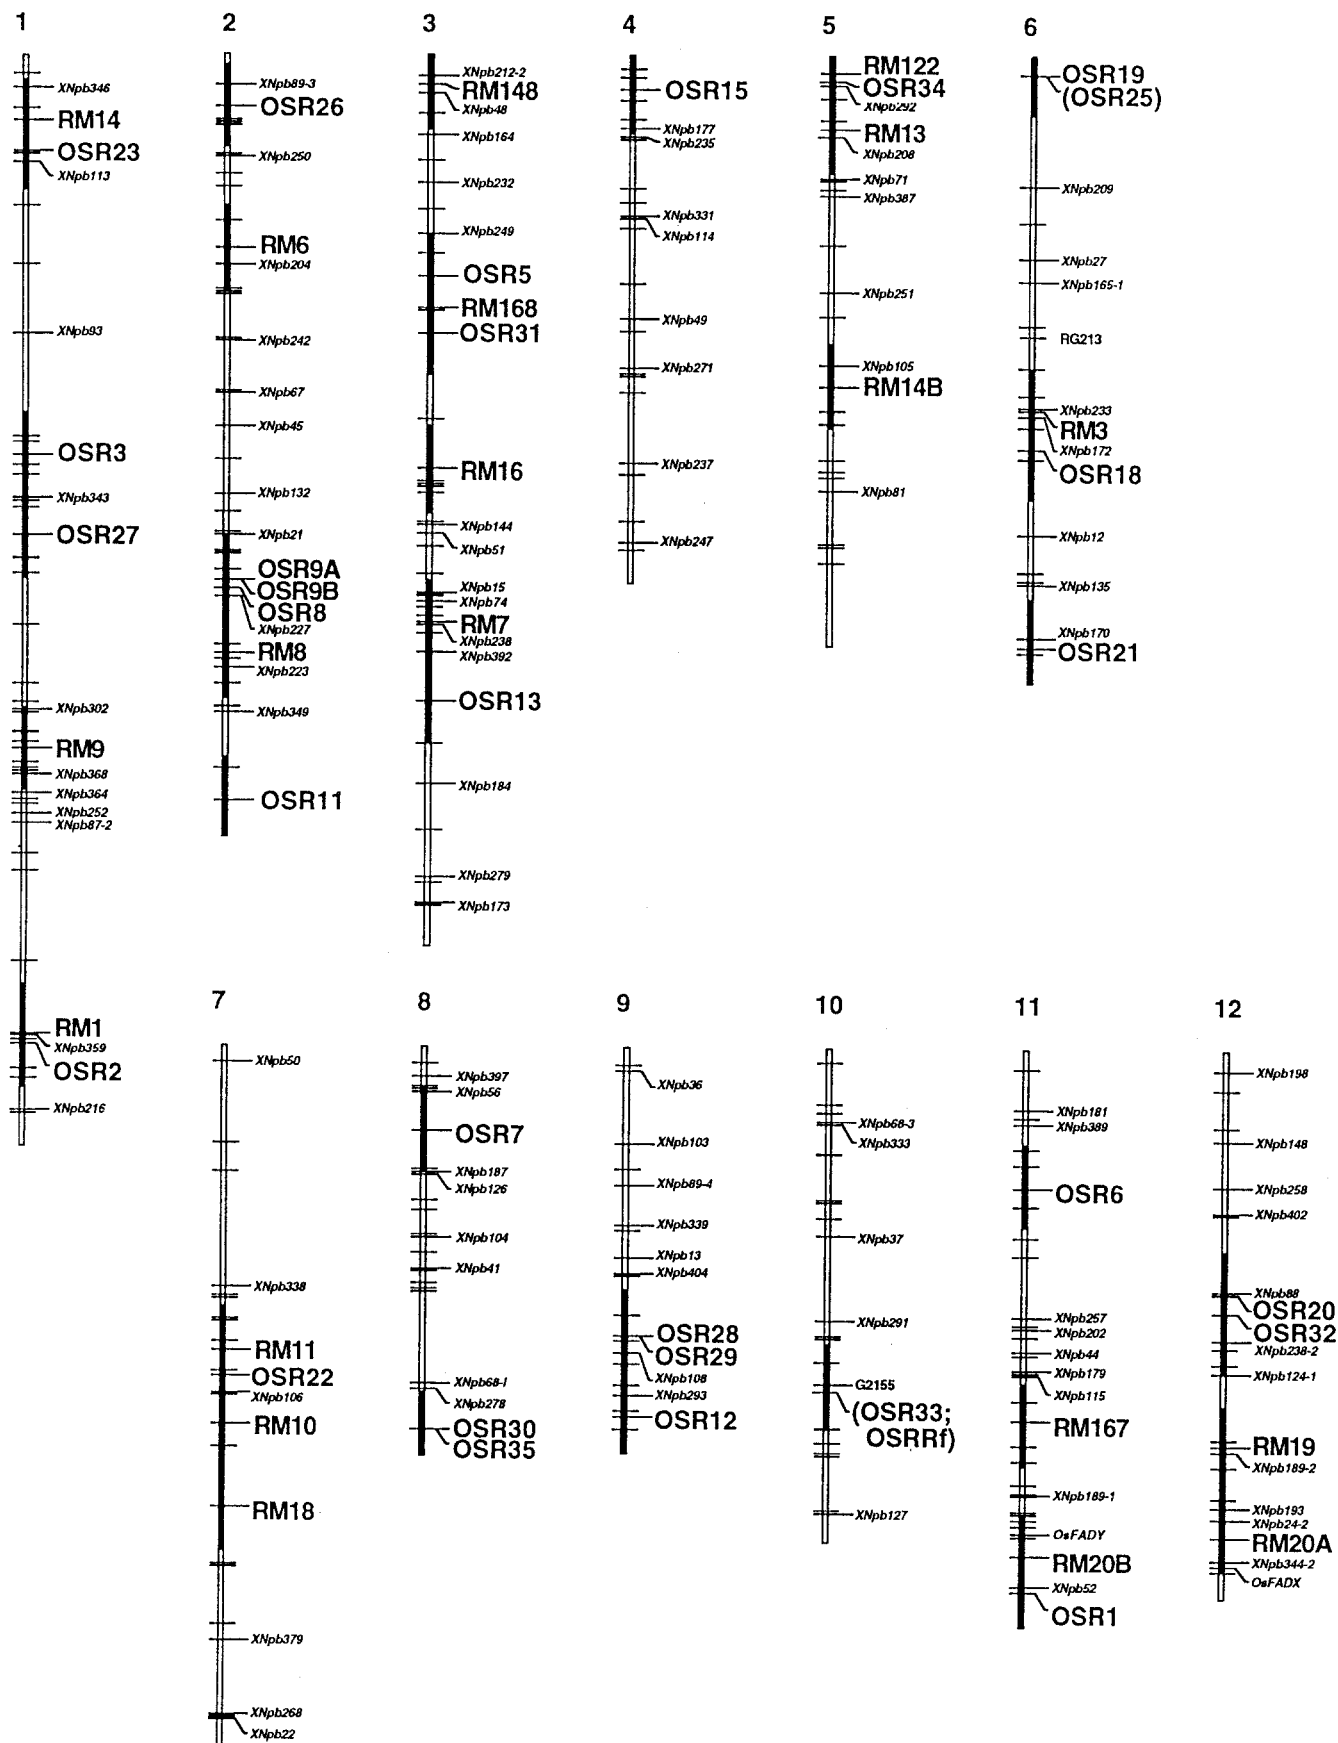 1
XNpb346
RM14
OSR23
XNpb113
XNpb93
OSR3
XNpb343
OSR27
XNpb302
RM9
XNpb368
XNpb364
XNpb252
XNpb87-2
RM1
XNpb359
OSR2
XNpb216
2
XNpb89-3
OSR26
XNpb250
RM6
XNpb204
XNpb242
XNpb67
XNpb45
XNpb132
XNpb21
OSR9A
OSR9B
OSR8
XNpb227
RM8
XNpb223
XNpb349
OSR11
3
XNpb212-2
RM148
XNpb48
XNpb164
XNpb232
XNpb249
OSR5
RM168
OSR31
RM16
XNpb144
XNpb51
XNpb15
XNpb74
RM7
XNpb238
XNpb392
OSR13
XNpb184
XNpb279
XNpb173
4
OSR15
XNpb177
XNpb235
XNpb331
XNpb114
XNpb49
XNpb271
XNpb237
XNpb247
5
RM122
OSR34
XNpb292
RM13
XNpb208
XNpb71
XNpb387
XNpb251
XNpb105
RM14B
XNpb81
6
OSR19
(OSR25)
XNpb209
XNpb27
XNpb165-1
RG213
XNpb233
RM3
XNpb172
OSR18
XNpb12
XNpb135
XNpb170
OSR21
7
XNpb50
XNpb338
RM11
OSR22
XNpb106
RM10
RM18
XNpb379
XNpb268
XNpb22
8
XNpb397
XNpb56
OSR7
XNpb187
XNpb126
XNpb104
XNpb41
XNpb68-l
XNpb278
OSR30
OSR35
9
XNpb36
XNpb103
XNpb89-4
XNpb339
XNpb13
XNpb404
OSR28
OSR29
XNpb108
XNpb293
OSR12
10
XNpb68-3
XNpb333
XNpb37
XNpb291
G2155
(OSR33;
OSRRf)
XNpb127
11
XNpb181
XNpb389
OSR6
XNpb257
XNpb202
XNpb44
XNpb179
XNpb115
RM167
XNpb189-1
OsFADY
RM20B
XNpb52
OSR1
12
XNpb198
XNpb148
XNpb258
XNpb402
XNpb88
OSR20
OSR32
XNpb238-2
XNpb124-1
RM19
XNpb189-2
XNpb193
XNpb24-2
RM20A
XNpb344-2
OsFADX